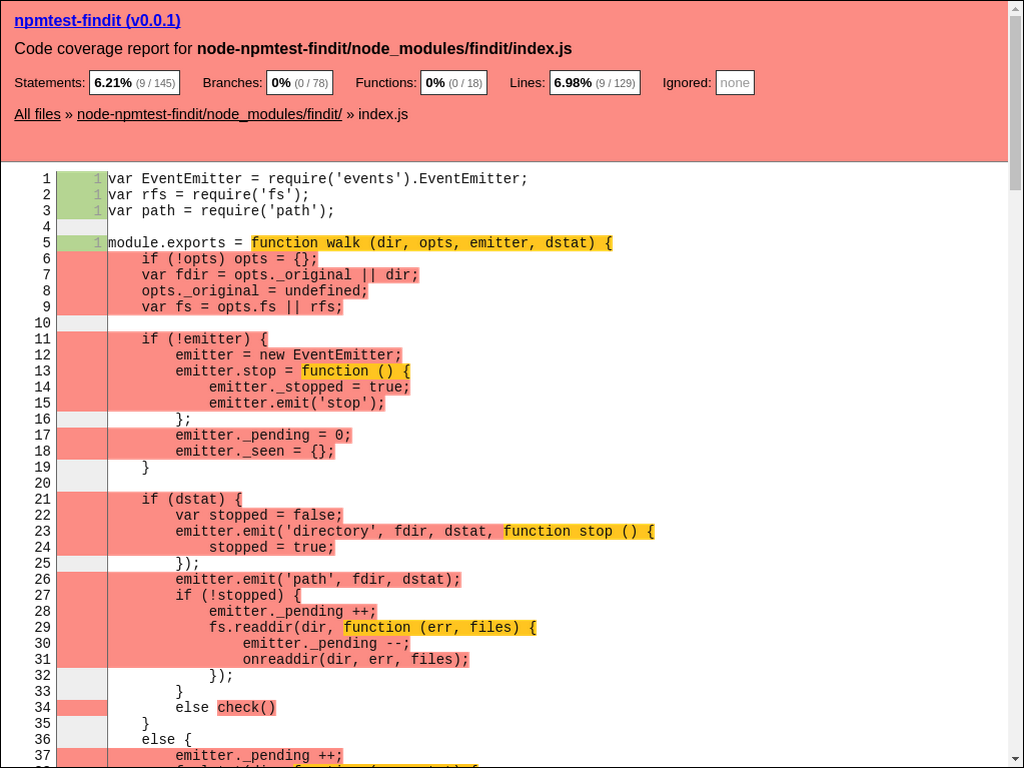 npmtest-findit (v0.0.1)
Code coverage report for node-npmtest-findit/node_modules/findit/index.js
Statements: 6.21% (9 / 145) Branches: 0% (0 / 78) Functions: 0% (0 / 18) Lines: 6.98% (9 / 129) Ignored: none
All files » node-npmtest-findit/node_modules/findit/ » index.js
1 1 var EventEmitter = require('events').EventEmitter;
2 1 var rfs = require('fs');
3 1 var path = require('path');
4
5 1 module.exports = function walk (dir, opts, emitter, dstat) {
6 if (!opts) opts = {};
7 var fdir = opts._original || dir;
8 opts._original = undefined;
9 var fs = opts.fs || rfs;
10
11 if (!emitter) {
12 emitter = new EventEmitter;
13 emitter.stop = function () {
14 emitter._stopped = true;
15 emitter.emit('stop');
16 };
17 emitter._pending = 0;
18 emitter._seen = {};
19 }
20
21 if (dstat) {
22 var stopped = false;
23 emitter.emit('directory', fdir, dstat, function stop () {
24 stopped = true;
25 });
26 emitter.emit('path', fdir, dstat);
27 if (!stopped) {
28 emitter._pending ++;
29 fs.readdir(dir, function (err, files) {
30 emitter._pending --;
31 onreaddir(dir, err, files);
32 });
33 }
34 else check()
35 }
36 else {
37 emitter._pending ++;